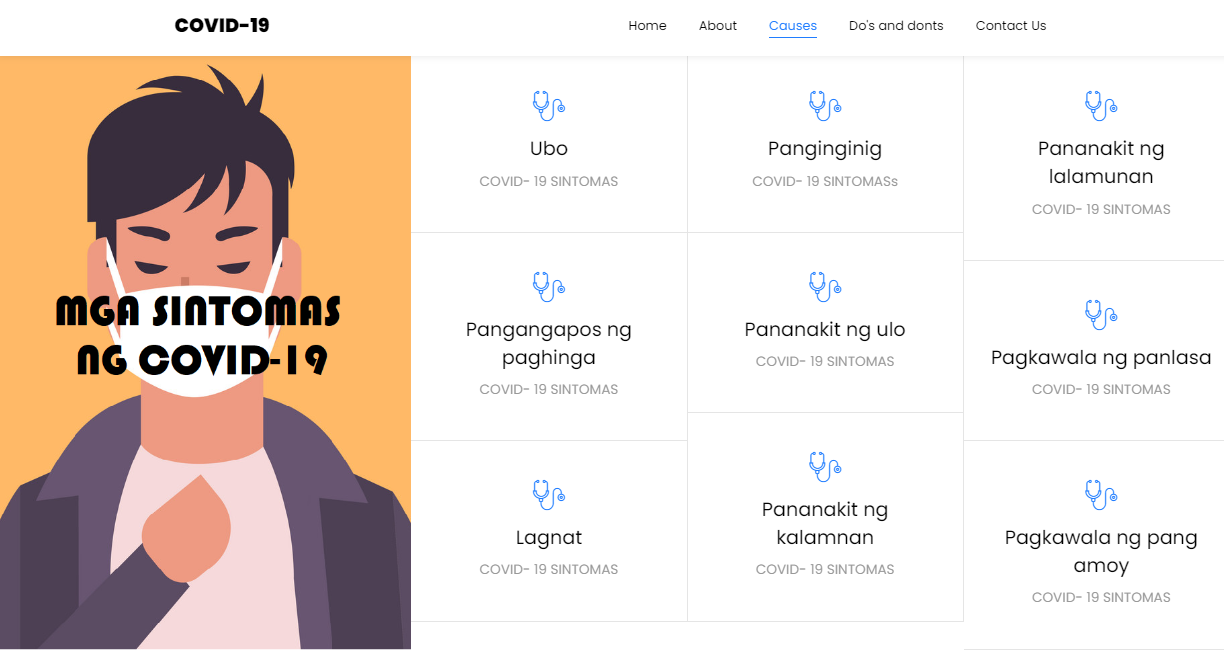 COVID-19
Home
About
Causes
Do's and donts
Contact Us
MGA SINTOMAS
NG COVID-19
Ubo
COVID- 19 SINTOMAS
Panginginig
COVID- 19 SINTOMASs
Pananakit ng
lalamunan
COVID- 19 SINTOMAS
Pangangapos ng
paghinga
COVID- 19 SINTOMAS
Pananakit ng ulo
COVID- 19 SINTOMAS
Pagkawala ng panlasa
COVID- 19 SINTOMAS
Lagnat
COVID- 19 SINTOMAS
Pananknit ng
kalamnan
COVID- 19 SINTOMAS
Pagkawala ng pang
amoy
COVID- 19 SINTOMAS